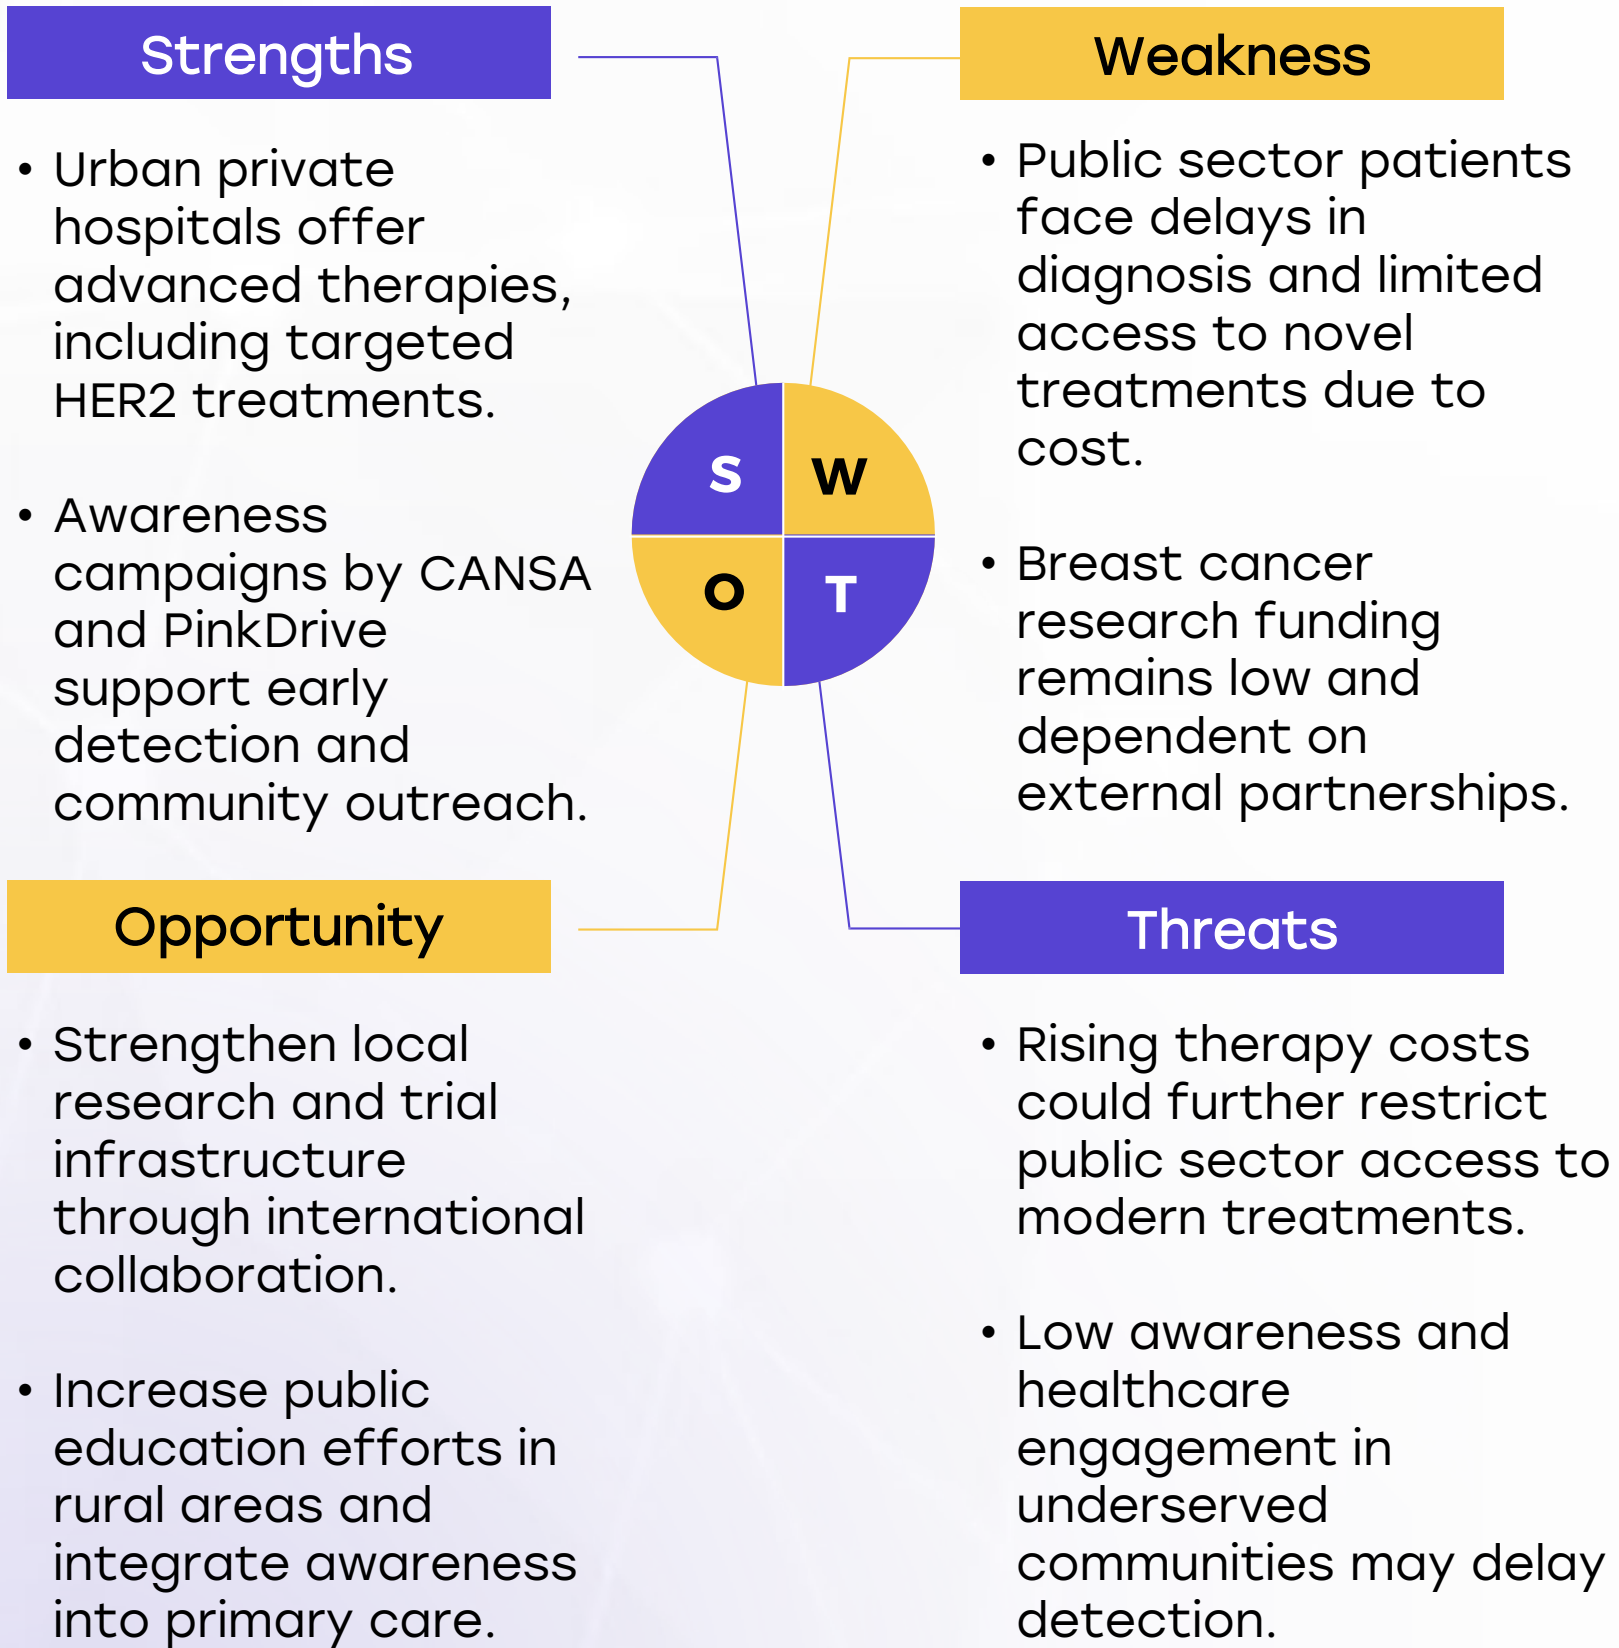 Strengths
• Urban private
hospitals offer
advanced therapies,
including targeted
HER2 treatments.
• Awareness
campaigns by CANSA
and PinkDrive
support early
detection and
community outreach.
Weakness
• Public sector patients
face delays in
diagnosis and limited
access to novel
treatments due to
cost.
• Breast cancer
research funding
remains low and
dependent on
external partnerships.
S
W
O
T
Opportunity
• Strengthen local
research and trial
infrastructure
through international
collaboration.
• Increase public
education efforts in
rural areas and
integrate awareness
into primary care.
Threats
• Rising therapy costs
could further restrict
public sector access to
modern treatments.
• Low awareness and
healthcare
engagement in
underserved
communities may delay
detection.